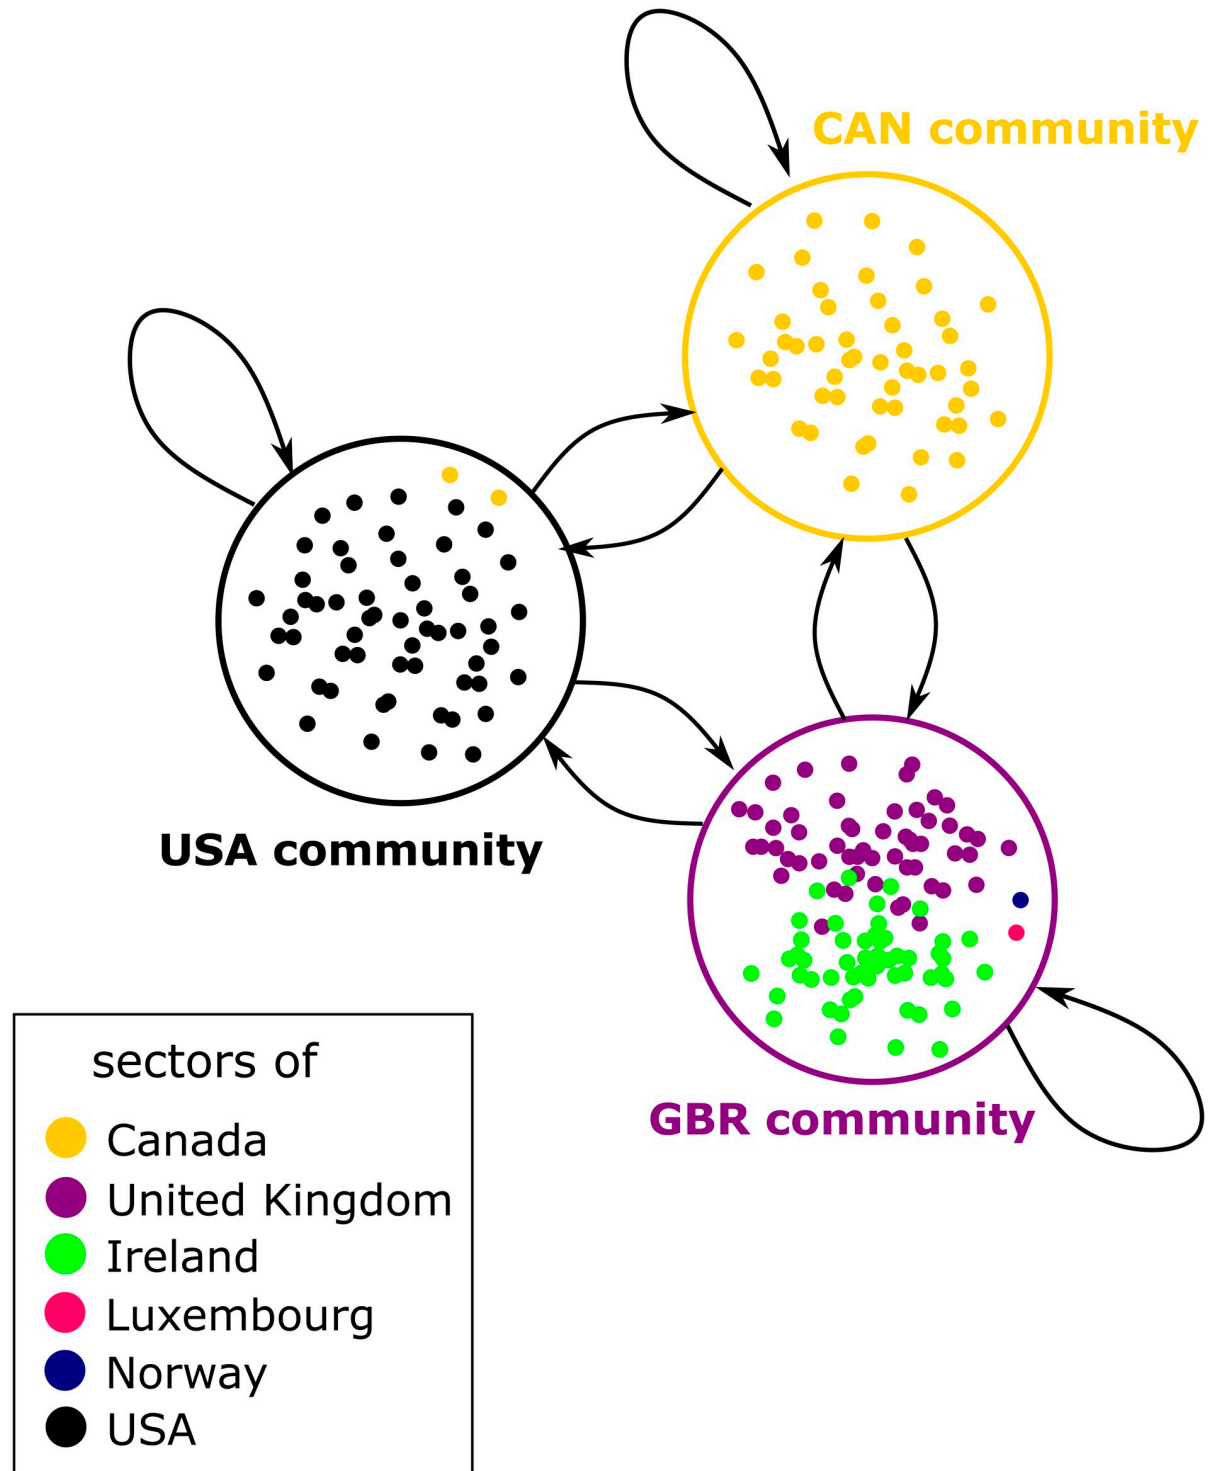 CAN community
USA community
GBR community
sectors of
Canada
United Kingdom
Ireland
Luxembourg
Norway
USA